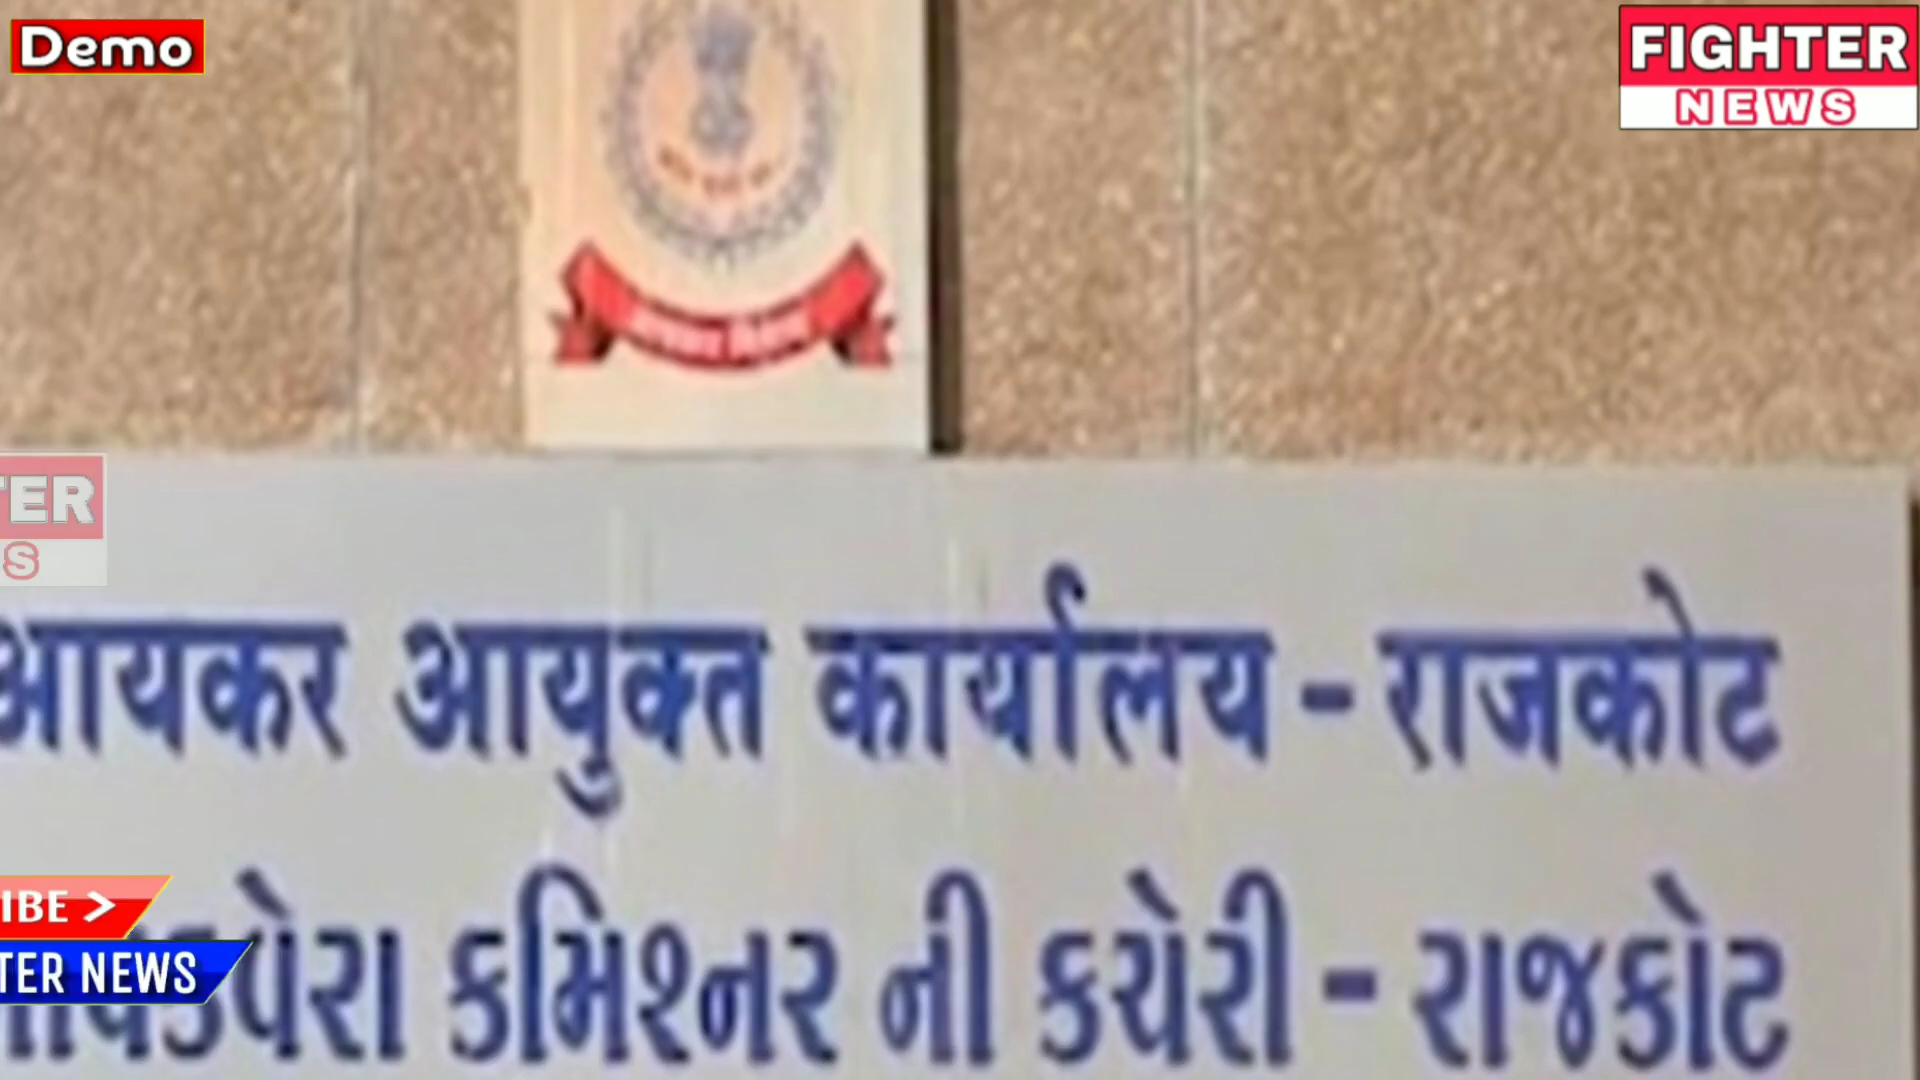 Demo
FIGHTER
NEWS
TER
S
आयकर आयुक्त कार्यालय - राजकोट
IBE >
TER NEWS
કમિશ્નર ની કચેરી - રાજકોટ